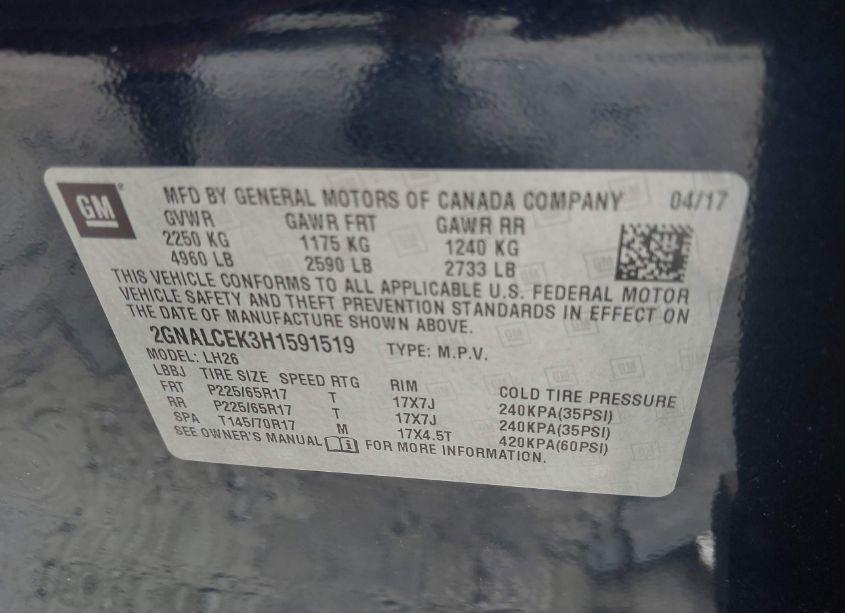 GM
MFD BY GENERAL MOTORS OF CANADA COMPANY 04/17
GVWR GAWR FRT GAWR RR
2250 KG 1175 KG 1240 KG
4960 LB 2590 LB 2733 LB
THIS VEHICLE CONFORMS TO ALL APPLICABLE U.S. FEDERAL MOTOR
VEHICLE SAFETY AND THEFT PREVENTION STANDARDS IN EFFECT ON
THE DATE OF MANUFACTURE SHOWN ABOVE.
2GNALCEK3H1591519 TYPE: M.P.V.
MODEL: LH26
LBBJ TIRE SIZE SPEED RTG RIM COLD TIRE PRESSURE
FRT P225/65R17 T 17X7J 240KPA(35PSI)
RR P225/65R17 T 17X7J 240KPA(35PSI)
SPA T145/70R17 M 17X4.5T 420KPA(60PSI)
SEE OWNER'S MANUAL FOR MORE INFORMATION.